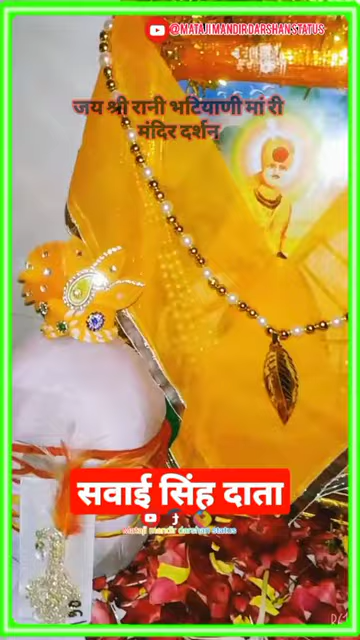 @MATAJIMANDIRDARSHANSTATUS
जय श्री रानी भटियाणी मां री
मंदिर दर्शन
सवाई सिंह दाता
Mataji mandir darshan status